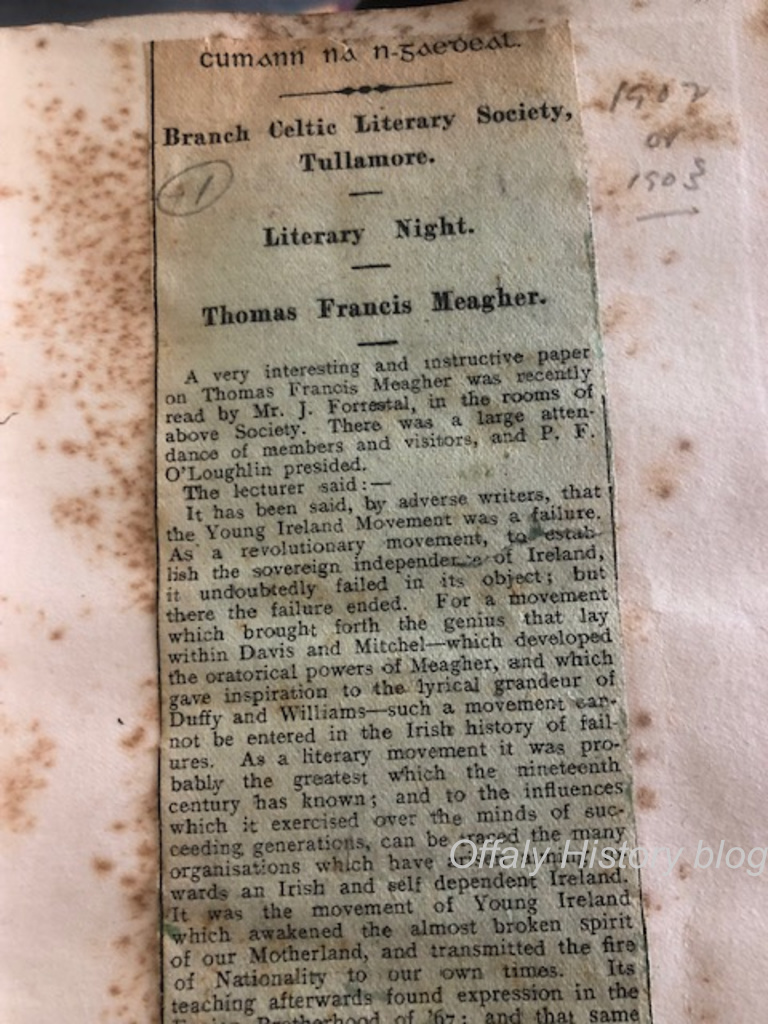 Cumann na n-Gaedeal.
Branch Celtic Literary Society,
Tullamore.
1902
or
1903
Literary Night.
Thomas Francis Meagher.
A very interesting and instructive paper
on Thomas Francis Meagher was recently
read by Mr. J. Forrestal, in the rooms of
above Society. There was a large atten-
dance of members and visitors, and P. F.
O'Loughlin presided.
The lecturer said:—
It has been said, by adverse writers, that
the Young Ireland Movement was a failure.
As a revolutionary movement, to estab-
lish the sovereign independence of Ireland,
it undoubtedly failed in its object; but
there the failure ended. For a movement
which brought forth the genius that lay
within Davis and Mitchel—which developed
the oratorical powers of Meagher, and which
gave inspiration to the lyrical grandeur of
Duffy and Williams—such a movement can-
not be entered in the Irish history of fail-
ures. As a literary movement it was pro-
bably the greatest which the nineteenth
century has known; and to the influences
which it exercised over the minds of suc-
ceeding generations, can be traced the many
organisations which have
wards an Irish and self dependent Ireland.
It was the movement of Young Ireland
which awakened the almost broken spirit
of our Motherland, and transmitted the fire
of Nationality to our own times. Its
teaching afterwards found expression in the
Brotherhood of '67; and that same
Offaly History blog